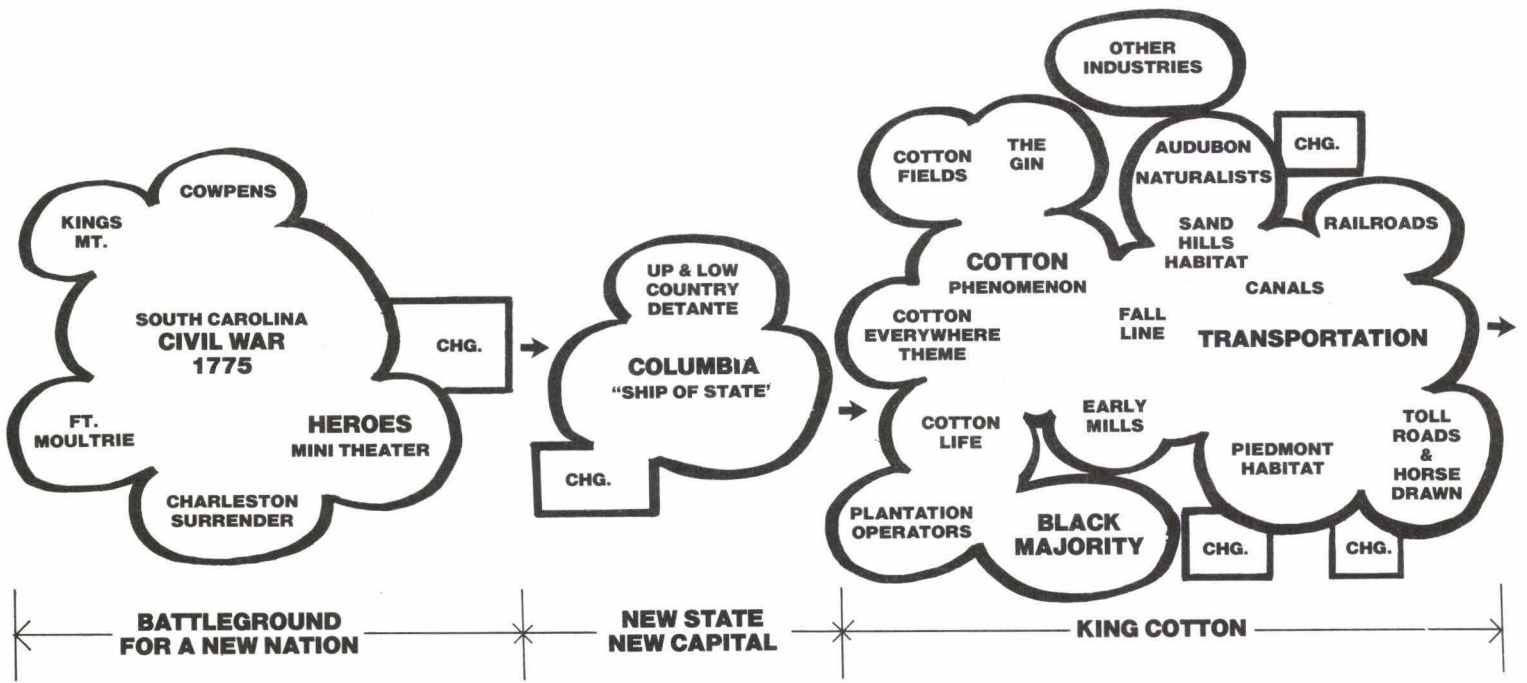 COWPENS
KINGS
MT.
SOUTH CAROLINA
CIVIL WAR
1775
CHG.
FT.
MOULTRIE
HEROES
MINI THEATER
CHARLESTON
SURRENDER
UP & LOW
COUNTRY
DETANTE
COLUMBIA
“SHIP OF STATE’
CHG.
OTHER
INDUSTRIES
COTTON
FIELDS
THE
GIN
AUDUBON
NATURALISTS
CHG.
SAND
HILLS
HABITAT
RAILROADS
COTTON
PHENOMENON
CANALS
COTTON
EVERYWHERE
THEME
FALL
LINE
TRANSPORTATION
COTTON
LIFE
EARLY
MILLS
PIEDMONT
HABITAT
TOLL
ROADS
&
HORSE
DRAWN
PLANTATION
OPERATORS
BLACK
MAJORITY
CHG.
CHG.
BATTLEGROUND
FOR A NEW NATION
NEW STATE
NEW CAPITAL
KING COTTON